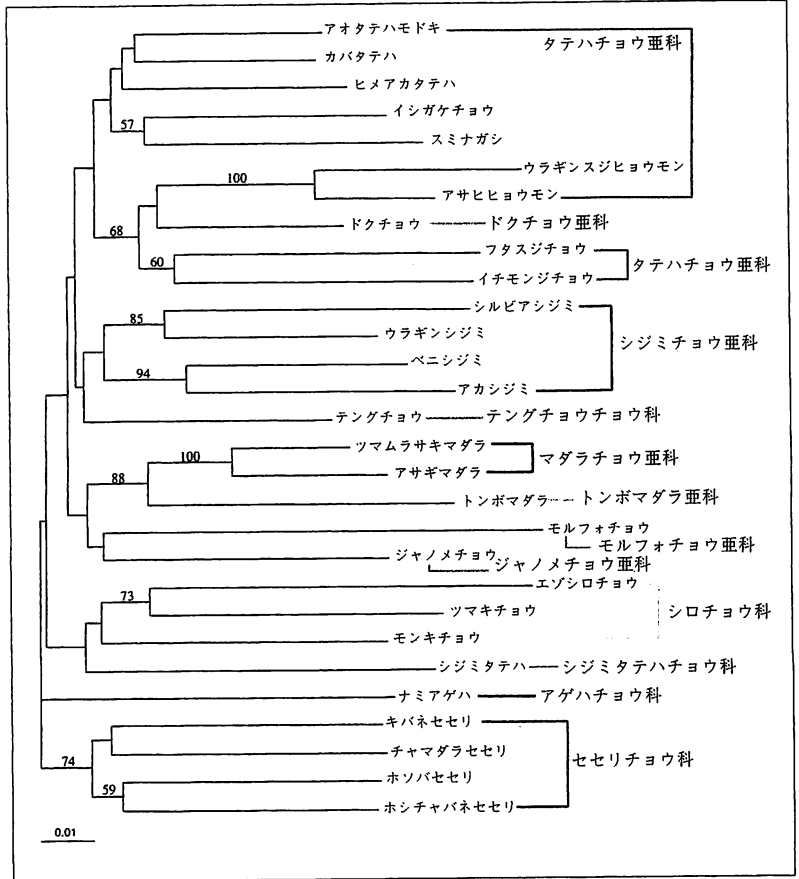 アオタテハモドキ
タテハチョウ亜科
カバタテハ
ヒメアカタテハ
イシガケチョウ
57
スミナガシ
ウラギンスジヒョウモン
100
アサヒヒョウモン
ドクチョウ ドクチョウ亜科
68
フタスジチョウ
60
タテハチョウ亜科
イチモンジチョウ
シルビアシジミ
85
ウラギンシジミ
シジミチョウ亜科
ベニシジミ
94
アカシジミ
テングチョウ テングチョウチョウ科
ツマムラサキマダラ
100
マダラチョウ亜科
アサギマダラ
88
トンボマダラ トンボマダラ亜科
モルフォチョウ
モルフォチョウ亜科
ジャノメチョウ
ジャノメチョウ亜科
エゾシロチョウ
73
ツマキチョウ
シロチョウ科
モンキチョウ
シジミタテハ シジミタテハチョウ科
ナミアゲハ アゲハチョウ科
キバネセセリ
チャマダラセセリ
セセリチョウ科
74
ホソバセセリ
59
ホシチャバネセセリ
0.01